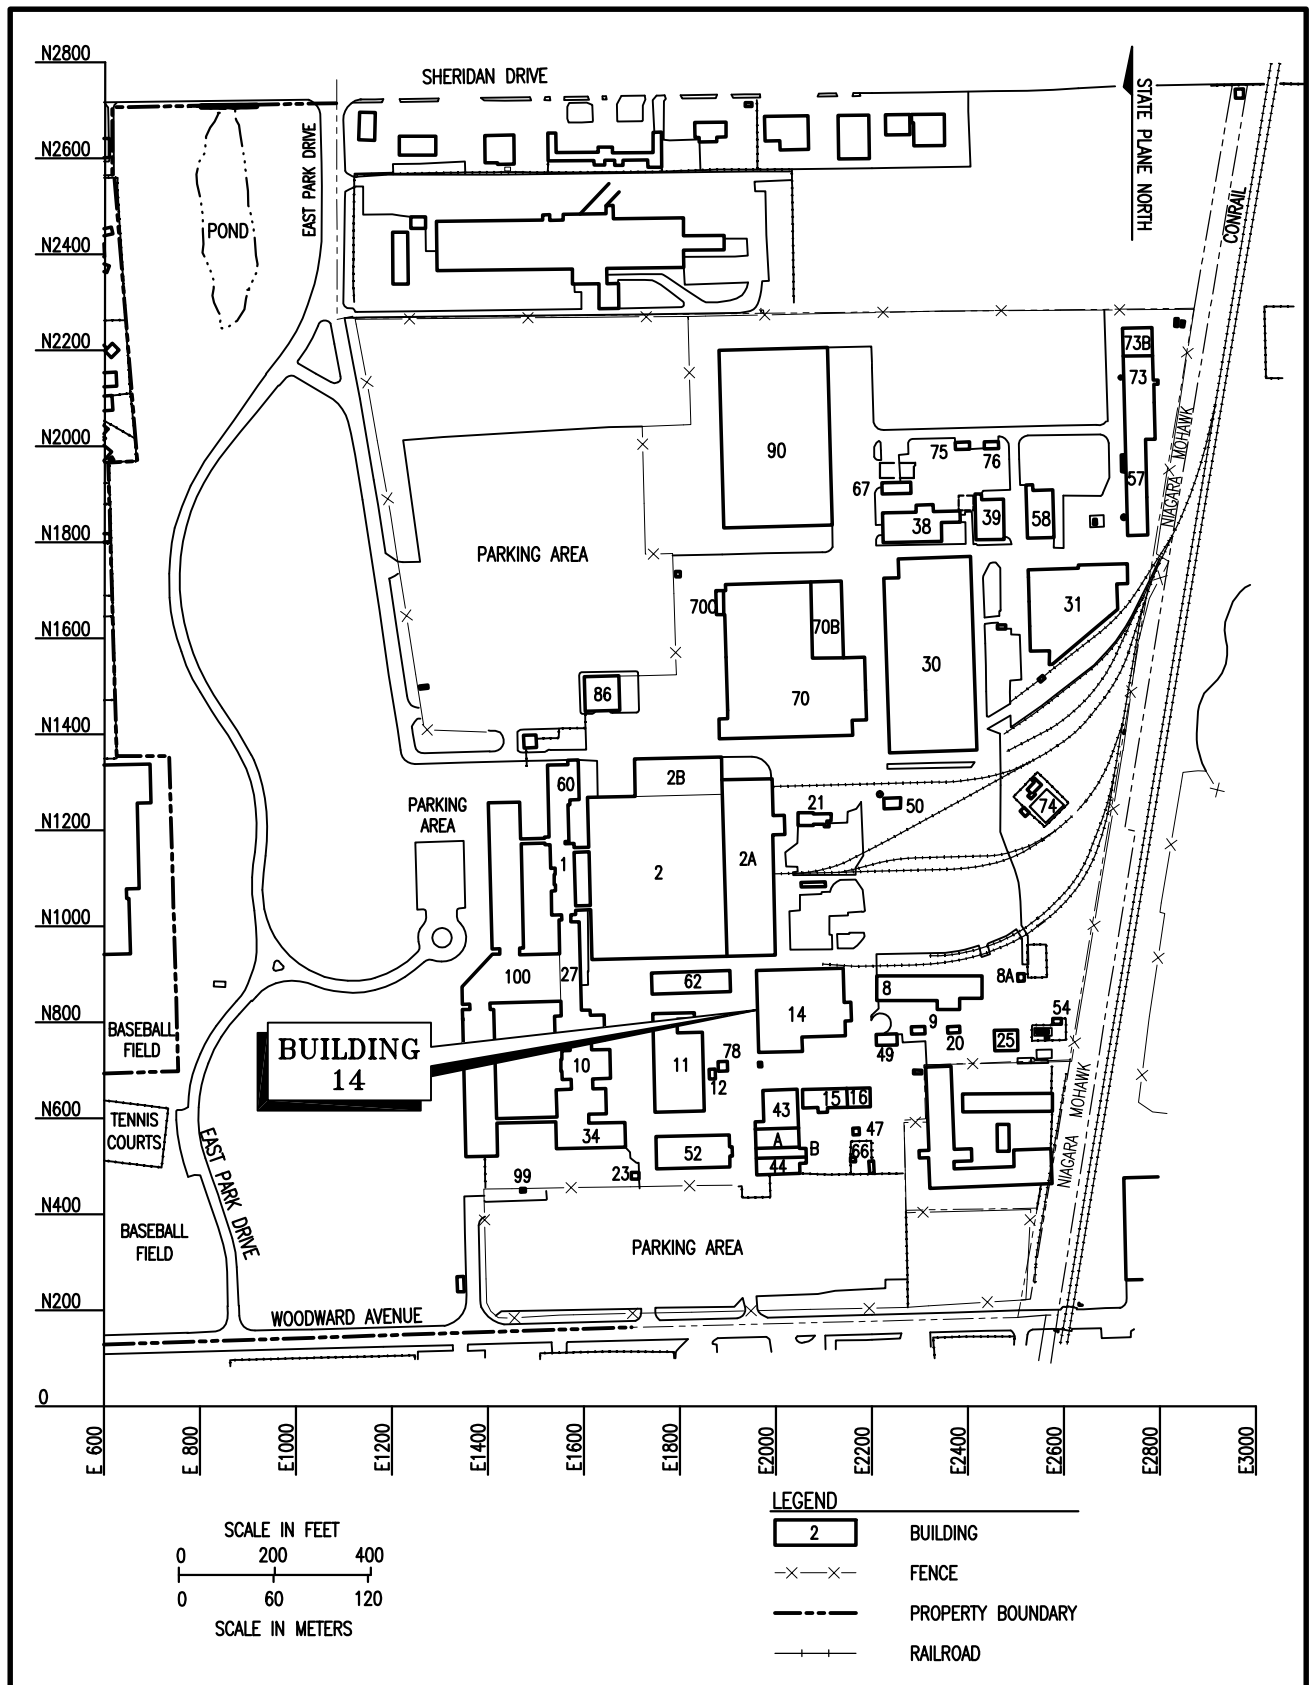 N2800
SHERIDAN DRIVE
STATE PLANE NORTH
N2600
EAST PARK DRIVE
CONRAIL
POND
N2400
N2200
73B
73
N2000
NIAGARA MOHAWK
90
75
76
67
57
38
39
58
N1800
PARKING AREA
70C
70B
31
N1600
30
86
70
N1400
2B
60
PARKING
AREA
21
50
74
N1200
1
2
2A
N1000
100
27
62
8
8A
N800
14
54
BASEBALL
FIELD
9
20
25
49
BUILDING
14
10
11
78
12
NIAGARA MOHAWK
N600
TENNIS
COURTS
43
15
16
34
A
B
47
52
66
44
99
23
EAST PARK DRIVE
N400
BASEBALL
FIELD
PARKING AREA
N200
WOODWARD AVENUE
0
E 600
E 800
E1000
E1200
E1400
E1600
E1800
E2000
E2200
E2400
E2600
E2800
E3000
SCALE IN FEET
0 200 400
0 60 120
SCALE IN METERS
LEGEND
2 BUILDING
FENCE
PROPERTY BOUNDARY
RAILROAD